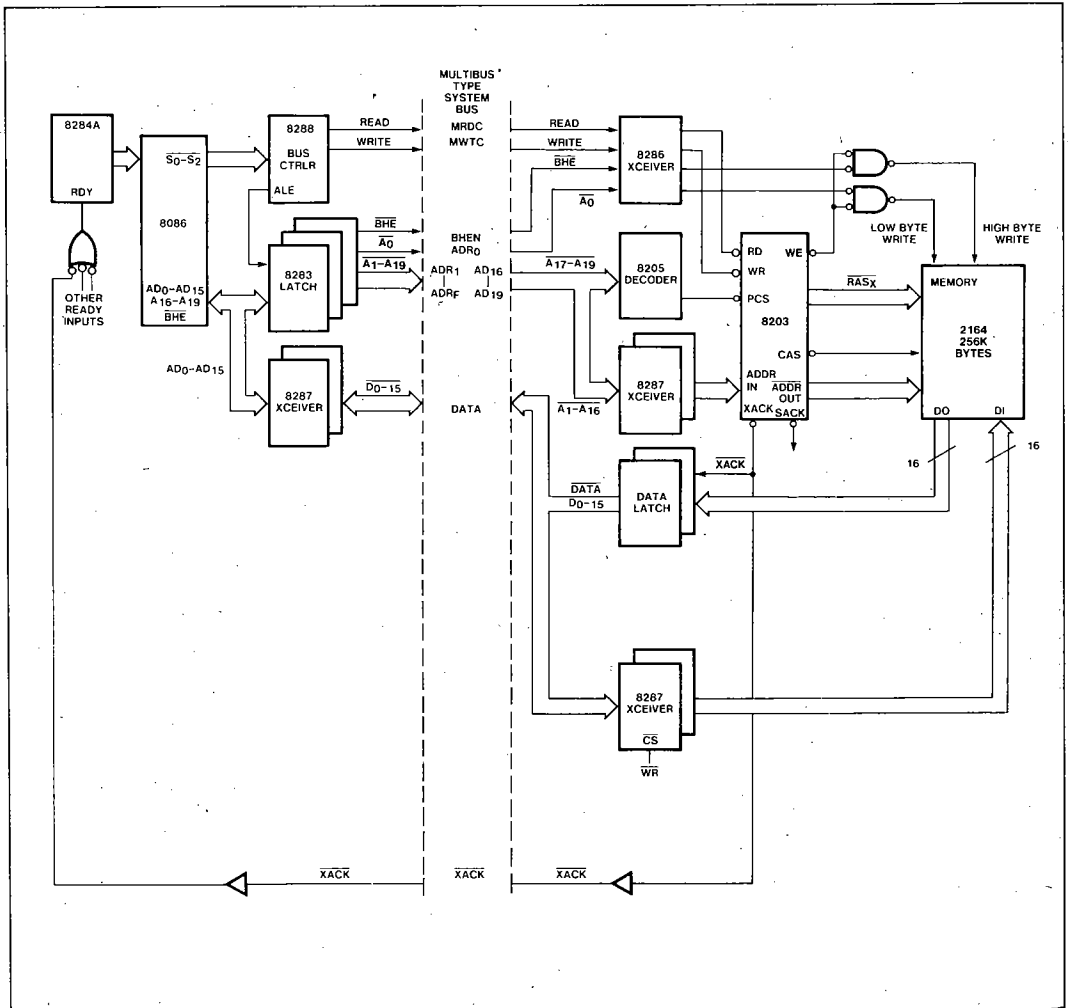 MULTIBUS
TYPE
SYSTEM
BUS
8284A
RDY
OTHER
READY
INPUTS
S0-S2
8086
AD0-AD15
A16-A19
BHE
8288
BUS
CTRLR
ALE
READ
WRITE
MRDC
MWTC
READ
WRITE
BHE
A0
8286
XCEIVER
8283
LATCH
BHE
A0
A1-A19
BHEN
ADR0
ADR1
ADRF
AD16
AD19
A17-A19
8205
DECODER
RD
WR
PCS
WE
8203
CAS
ADDR
IN
ADDR
OUT
XACK
SACK
LOW BYTE
WRITE
HIGH BYTE
WRITE
RASX
MEMORY
2164
256K
BYTES
DO
DI
16
16
AD0-AD15
8287
XCEIVER
D0-15
DATA
A1-A16
8287
XCEIVER
XACK
DATA
D0-15
DATA
LATCH
8287
XCEIVER
CS
WR
XACK
XACK
XACK